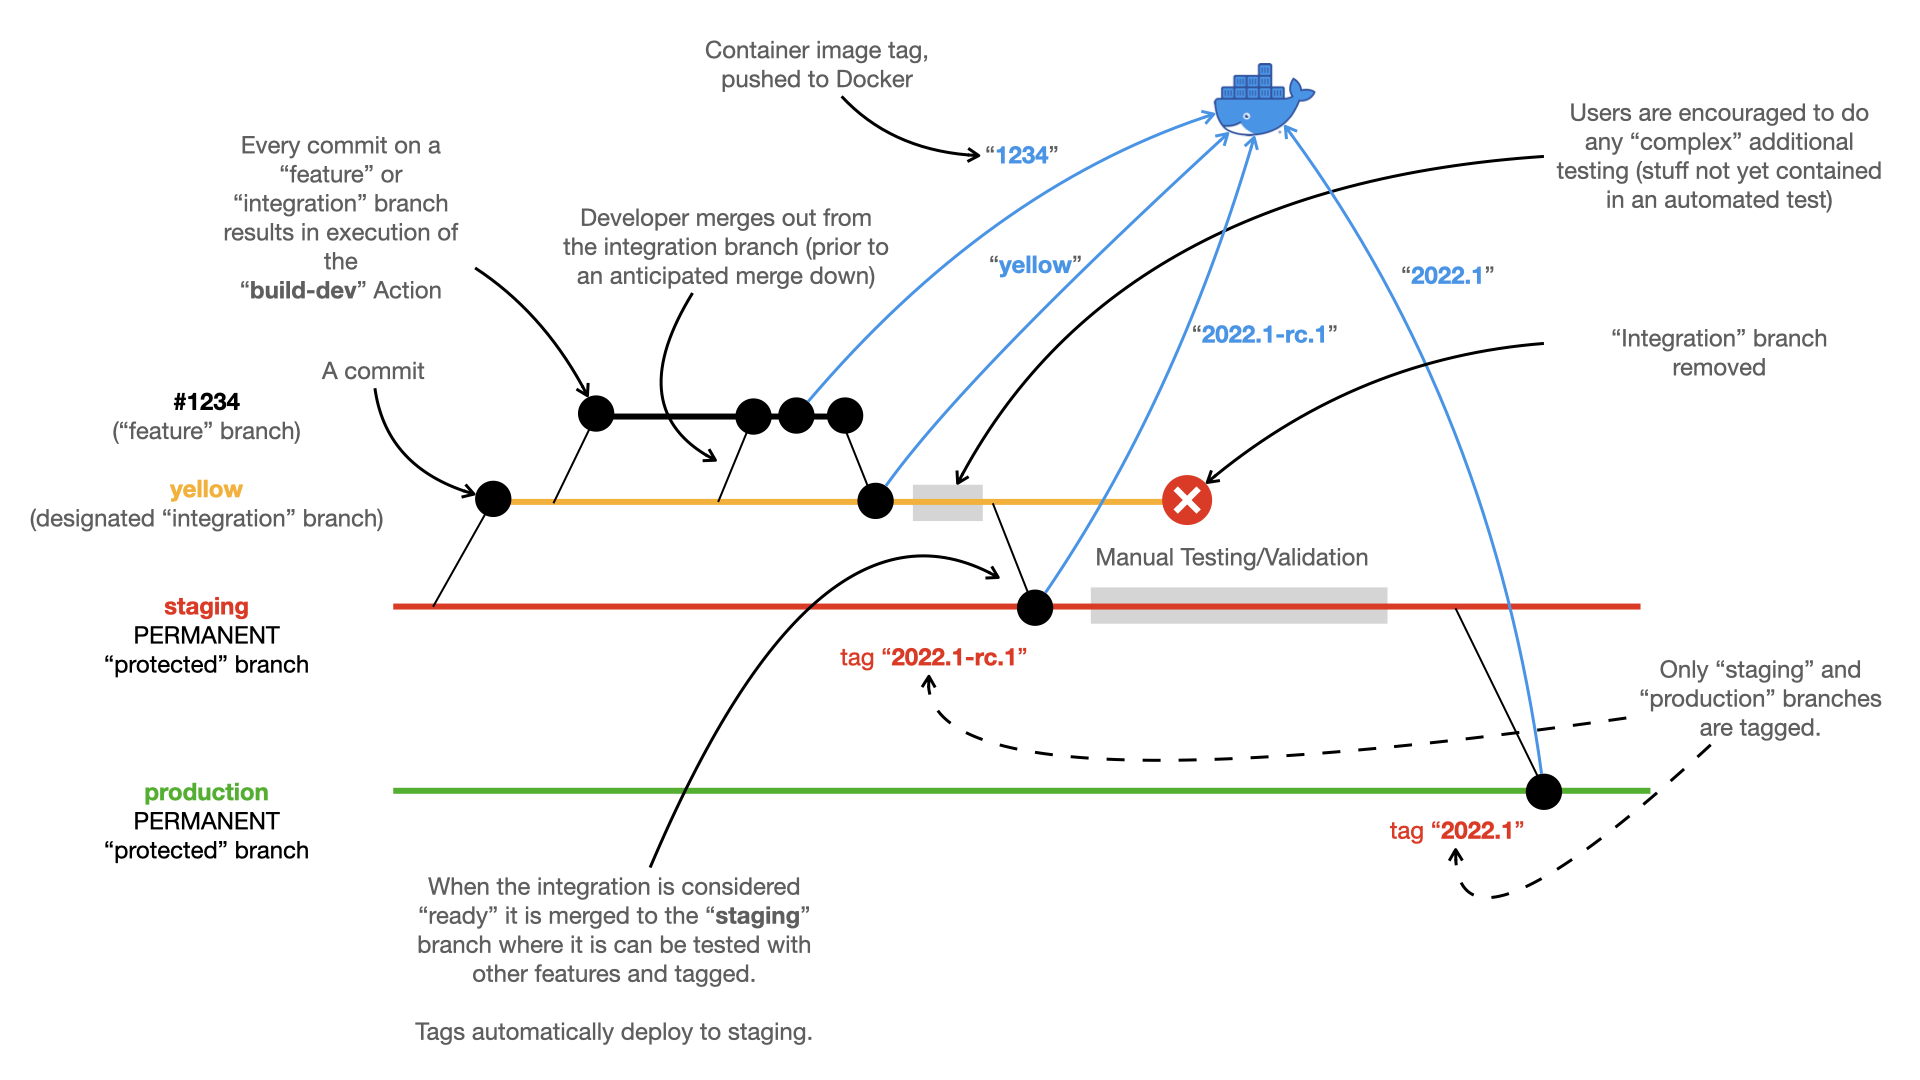 Container image tag,
pushed to Docker
“1234”
Users are encouraged to do
any “complex” additional
testing (stuff not yet contained
in an automated test)
Every commit on a
“feature” or
“integration” branch
results in execution of
the
“build-dev” Action
Developer merges out from
the integration branch (prior to
an anticipated merge down)
“yellow”
“2022.1”
“2022.1-rc.1”
“Integration” branch
removed
A commit
#1234
(“feature” branch)
yellow
(designated “integration” branch)
Manual Testing/Validation
staging
PERMANENT
“protected” branch
tag “2022.1-rc.1”
Only “staging” and
“production” branches
are tagged.
production
PERMANENT
“protected” branch
tag “2022.1”
When the integration is considered
“ready” it is merged to the “staging”
branch where it is can be tested with
other features and tagged.
Tags automatically deploy to staging.